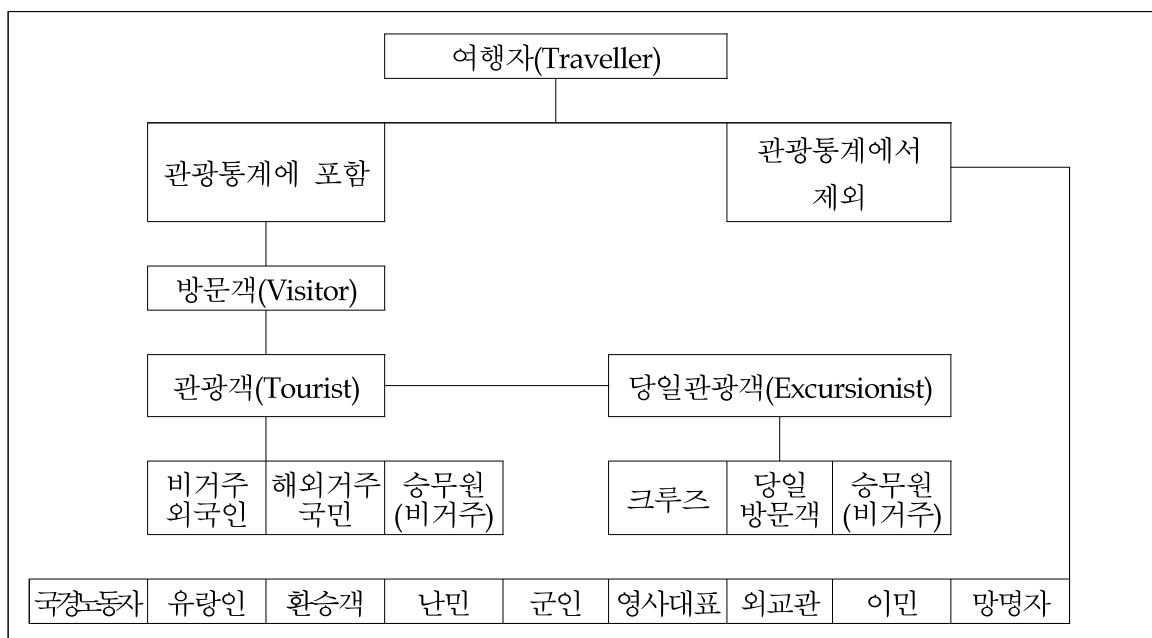 여행자(Traveller)
관광통계에 포함
관광통계에서
제외
방문객(Visitor)
관광객(Tourist)
당일관광객(Excursionist)
비거주
외국인
해외거주
국민
승무원
(비거주)
크루즈
당일
방문객
승무원
(비거주)
국경노동자
유랑인
환승객
난민
군인
영사대표
외교관
이민
망명자